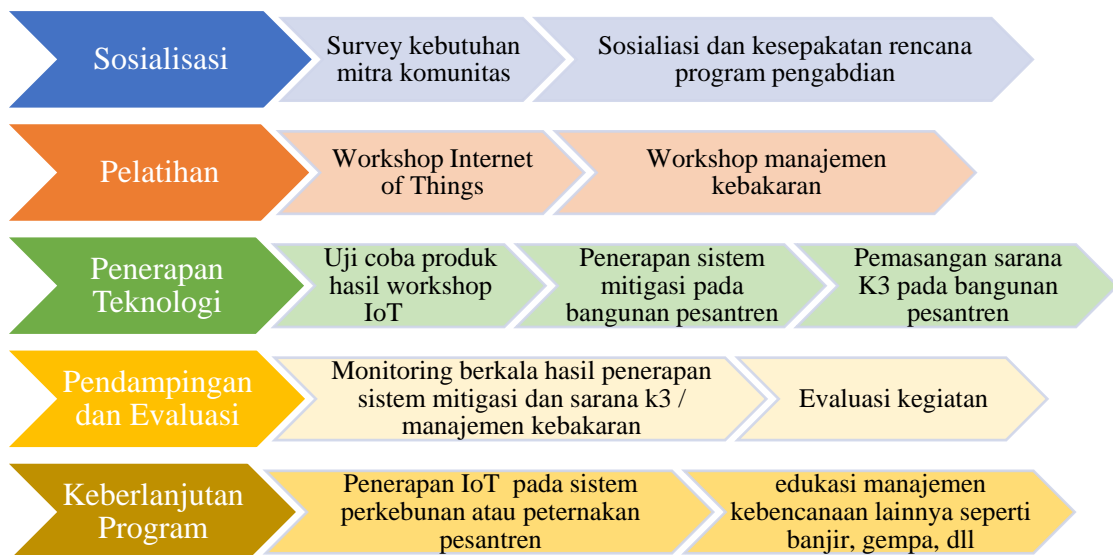 Sosialisasi
Survey kebutuhan
mitra komunitas
Sosialiasi dan kesepakatan rencana
program pengabdian
Pelatihan
Workshop Internet
of Things
Workshop manajemen
kebakaran
Penerapan
Teknologi
Uji coba produk
hasil workshop
IoT
Penerapan sistem
mitigasi pada
bangunan pesantren
Pemasangan sarana
K3 pada bangunan
pesantren
Pendampingan
dan Evaluasi
Monitoring berkala hasil penerapan
sistem mitigasi dan sarana k3 /
manajemen kebakaran
Evaluasi kegiatan
Keberlanjutan
Program
Penerapan IoT pada sistem
perkebunan atau peternakan
pesantren
edukasi manajemen
kebencanaan lainnya seperti
banjir, gempa, dll